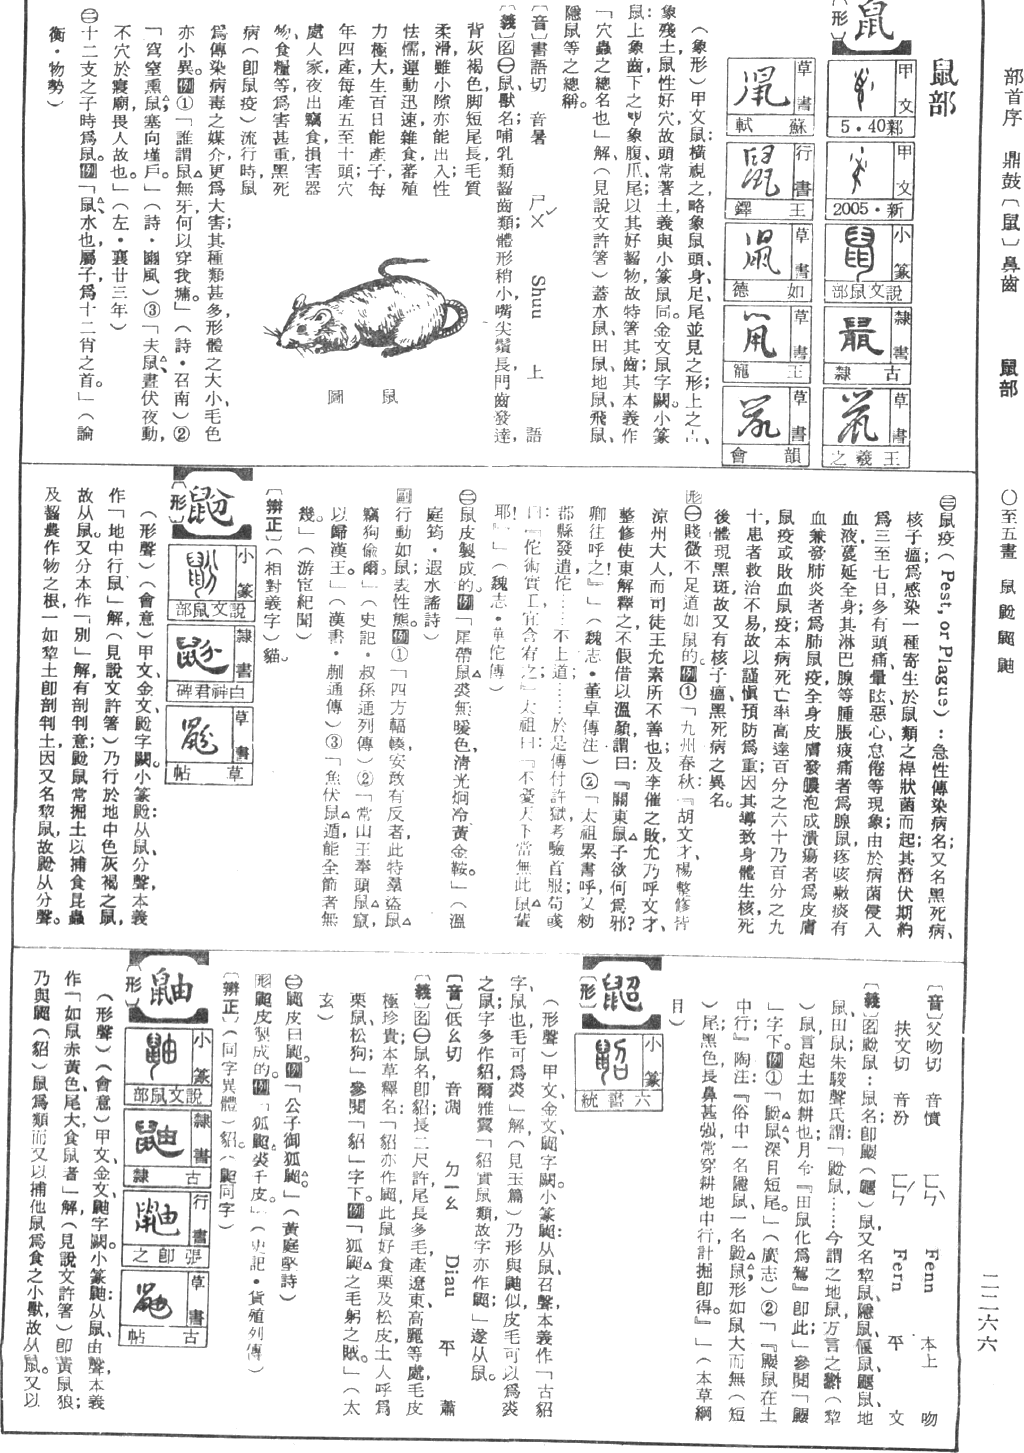 部首序　鼎鼓〔鼠〕鼻齒　鼠部　〇至五畫　鼠鼢鼦鼬　二二六六
鼠部
鼠〔形〕
甲文　鄴5·40
甲文　新·2005
小篆　說文鼠部
隸書　古隸
草書　王羲之
草書　蘇軾
行書　王鐸
草書　如德
草書　王寵
草書　韻會
（象形）甲文鼠橫視之略象鼠頭、身、足、尾並見之形；上之
象殘土，鼠性好穴，故頭常著土，義與小篆鼠同。金文鼠字闕。小篆
鼠：上象齒，下之象腹、爪、尾；以其好齧物，故特箸其齒；其本義作
「穴蟲之總名也」解，（見說文許箸）蓋水鼠、田鼠、地鼠、飛鼠、
隱鼠等之總稱。
〔音〕書語切　音暑　ㄕㄨˇ　Shuu　上　語
〔義〕名㊀鼠，獸名，哺乳類齧齒類；體形稍小，嘴尖鬚長，門齒發達，
背灰褐色，脚短尾長，毛質
柔滑，雖小隙亦能出入；性
怯懦，運動迅速，雜食，蕃殖
力極大，生百日能產子，每
年四產，每產五至十頭；穴
處人家，夜出竊食，損害器
物、食糧等，爲害甚重；黑死
病（卽鼠疫）流行時，鼠
爲傳染病毒之媒介，更爲大害；其種類甚多，形體之大小、毛色
亦小異。例①「誰謂鼠無牙，何以穿我墉。」（詩·召南）②
「穹窒熏鼠，塞向墐戶。」（詩·豳風）③「夫鼠，晝伏夜動，
不穴於寢廟，畏人故也。」（左·襄廿三年）
㊁十二支之子時爲鼠。例「鼠，水也，屬子，爲十二肖之首。」（論
衡·物勢）
鼠圖
㊂鼠疫（Pest, or Plague）：急性傳染病名；又名黑死病、
核子瘟；爲感染一種寄生於鼠類之桿狀菌而起；其潛伏期約
爲三至七日，多有頭痛、暈眩、惡心、怠倦等現象；由於病菌侵入
血液，蔓延全身，其淋巴腺等腫脹疲痛者爲腺鼠疫，咳嗽痰有
血，兼發肺炎者爲肺鼠疫，全身皮膚發膿泡成潰瘍者爲皮膚
鼠疫或敗血鼠疫；本病死亡率高達百分之六十乃百分之九
十，患者救治不易，故以謹愼預防爲重；因其導致身體生核，死
後體現黑斑，故又有核子瘟、黑死病之異名。
形㊀賤微不足道如鼠的。例①「九州春秋：『胡文才、楊整修皆
涼州大人，而司徒王允素所不善也；及李傕之敗，允乃呼文才、
整修使東解釋之，不假借以溫顏，謂曰：『關東鼠子，欲何爲邪？
卿往呼之』」（魏志·董卓傳注）②「太祖累書呼，又勑
郡縣發遣佗……不上道；……於是傳付許獄，考驗首服。荀彧
曰：『佗術實工，宜含宥之』太祖曰：『不憂，天下當無此鼠輩
耶！』」（魏志·華佗傳）
㊁鼠皮製成的。例「犀帶鼠裘無暖色，清光烱冷黃金鞍。」（溫
庭筠·遐水謠詩）
副行動如鼠；表性態。例①「四方輻輳，安敢有反者，此特羣盜鼠
竊狗偸爾」（史記·叔孫通列傳）②「常山王奉頭鼠竄，
以歸漢王。」（漢書·蒯通傳）③「魚伏鼠遁，能全節者無
幾。」（游宦紀聞）
〔辨正〕（相對義字）貓。
鼢〔形〕
小篆　說文鼠部
隸書　白神君碑
草書　草帖
（形聲）（會意）甲文、金文鼢字闕。小篆鼢：从鼠，分聲，本義
作「地中行鼠」解，（見說文許箸）乃行於地中色灰褐之鼠，
故从鼠。又分本作「別」解，有剖判意；鼢鼠常掘土以捕食昆蟲
及齧農作物之根，一如犂土卽剖判土，因又名犂鼠，故鼢从分聲。
〔音〕父吻切　音憤　ㄈㄣˋ　Fenn　本上　吻
扶文切　音汾　ㄈㄣˊ　Fern　平　文
〔義〕名鼢鼠：鼠名，卽鼴（鼹）鼠，又名犂鼠、隱鼠、偃鼠、鼴鼠、地
鼠、田鼠。朱駿聲氏謂：「鼢鼠……今謂之地鼠，方言之（犂
）鼠，言起土如耕也，月令『田鼠化爲鴽』卽此；」參閱「鼹
」字下。例①「鼢鼠，深目短尾。」（廣志）②「『鼹鼠在土
中行。』陶注：『俗中一名隱鼠，一名鼢鼠，形如鼠，大而無（短
）尾，黑色，長鼻甚強，常穿耕地中行，計掘卽得。』」（本草綱
目）
鼦〔形〕
小篆　六書統
（形聲）甲文、金文鼦字闕。小篆鼦：从鼠，召聲，本義作「古貂
字，鼠也，毛可爲裘」解，（見玉篇）乃形與鼬似，皮毛可以爲裘
之鼠；字多作貂，爾雅翼「貂實鼠類，故字亦作鼦；」遂从鼠。
〔音〕低幺切　音凋　ㄉㄧㄠ　Diau　平　蕭
〔義〕名㊀鼠名，卽貂，長二尺許，尾長多毛，產遼東、高麗等處，毛皮
極珍貴；本草釋名：「貂亦作鼦，此鼠好食栗及松皮，土人呼爲
栗鼠、松狗；」參閱「貂」字下。例「狐鼦之毛，躬之賊。」（太
玄）
㊁鼦皮曰鼦。例「公子御狐鼦。」（黃庭堅詩）
形鼦皮製成的。例「狐鼦裘千皮。」（史記·貨殖列傳）
〔辨正〕（同字異體）貂。（鼦同字）
鼬〔形〕
小篆　說文鼠部
隸書　古隸
行書　張卽之
草書　古帖
（形聲）（會意）甲文、金文鼬字闕。小篆鼬：从鼠，由聲，本義
作「如鼠，赤黃色，尾大，食鼠者」解，（見說文許箸）卽黃鼠狼；
乃與鼦（貂）鼠爲類而又以捕他鼠爲食之小獸，故从鼠。又以